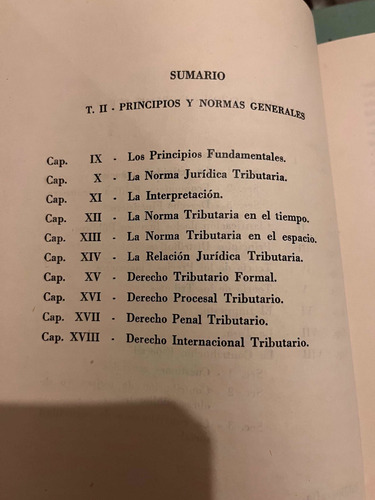 SUMARIO
T. II - PRINCIPIOS Y NORMAS GENERALES
Cap. IX - Los Principios Fundamentales.
Cap. X - La Norma Jurídica Tributaria.
Cap. XI - La Interpretación.
Cap. XII - La Norma Tributaria en el tiempo.
Cap. XIII - La Norma Tributaria en el espacio.
Cap. XIV - La Relación Jurídica Tributaria.
Cap. XV - Derecho Tributario Formal.
Cap. XVI - Derecho Procesal Tributario.
Cap. XVII - Derecho Penal Tributario.
Cap. XVIII - Derecho Internacional Tributario.